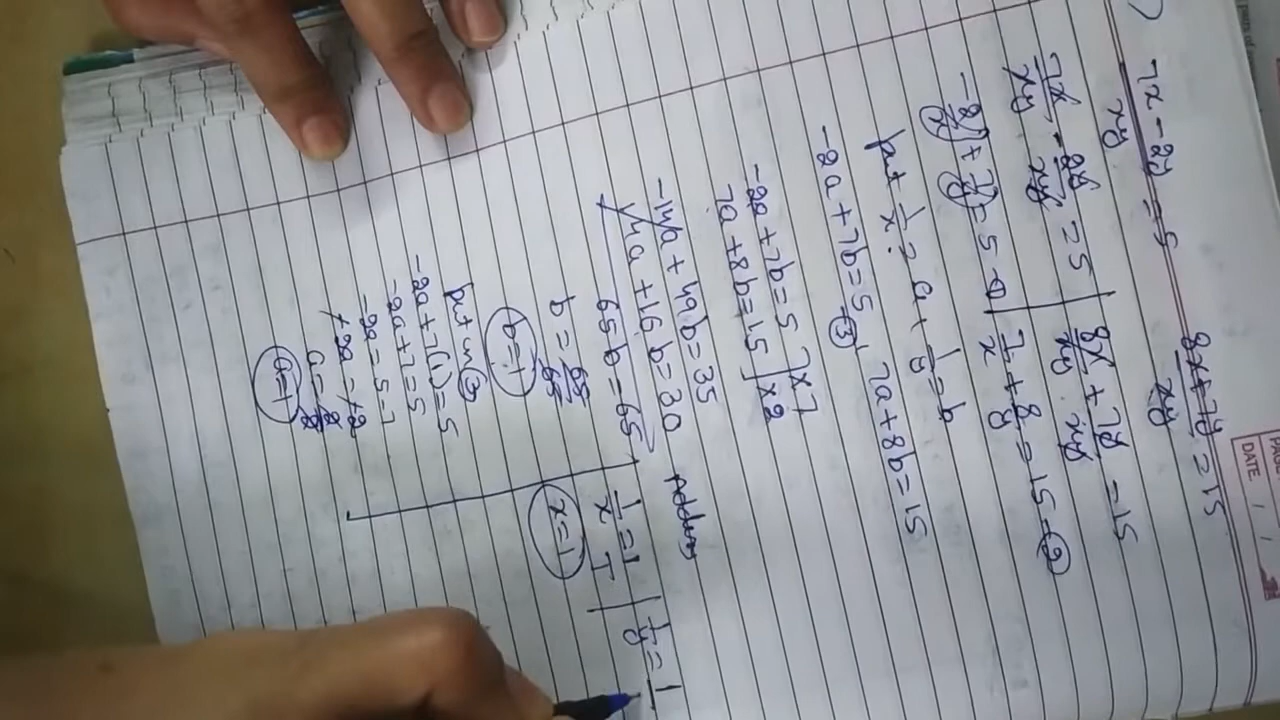 PAGE
DATE / /
7x - 2y / xy = 5    8x + 7y / xy = 15
7x/xy - 2y/xy = 5 | 8x/xy + 7y/xy = 15
-2/x + 7/y = 5 - ① | 7/x + 8/y = 15 - ②
put 1/x = a, 1/y = b
-2a + 7b = 5 - ③, 7a + 8b = 15
-2a + 7b = 5 ] x7
7a + 8b = 15 ] x2
-14a + 49b = 35
14a + 16b = 30 Adding
65b = 65
b = 65/65
b = 1
put in ③
-2a + 7(1) = 5
-2a + 7 = 5
-2a = 5 - 7
-2a = -2
a = 2/2
a = 1
1/x = 1/1 | 1/y = 1
x = 1